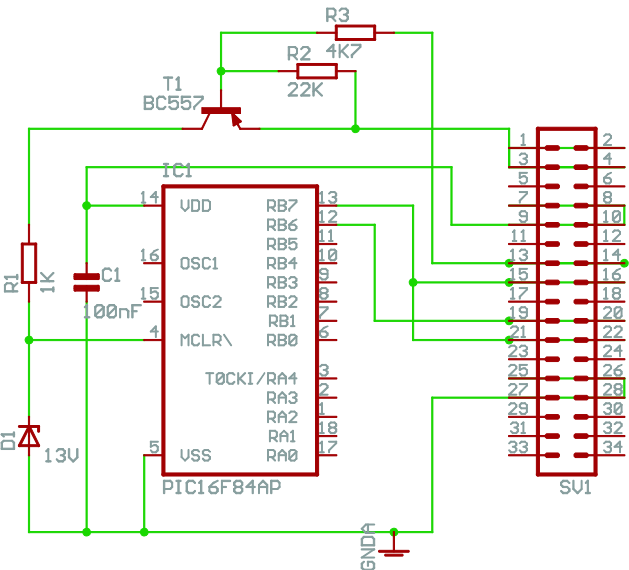 R3
R2 4K7
T1 22K
BC557
IC1
1 2
3 4
5 6
7 8
9 10
11 12
13 14
15 16
17 18
19 20
21 22
23 24
25 26
27 28
29 30
31 32
33 34
SV1
14 VDD RB7 13
RB6 12
RB5 11
16 OSC1 RB4 10
RB3 9
15 OSC2 RB2 8
RB1 7
4 MCLR\ RB0 6
T0CKI/RA4 3
RA3 2
RA2 1
RA1 18
5 VSS RA0 17
PIC16F84AP
R1
1K
C1
100nF
D1
13V
GNDA